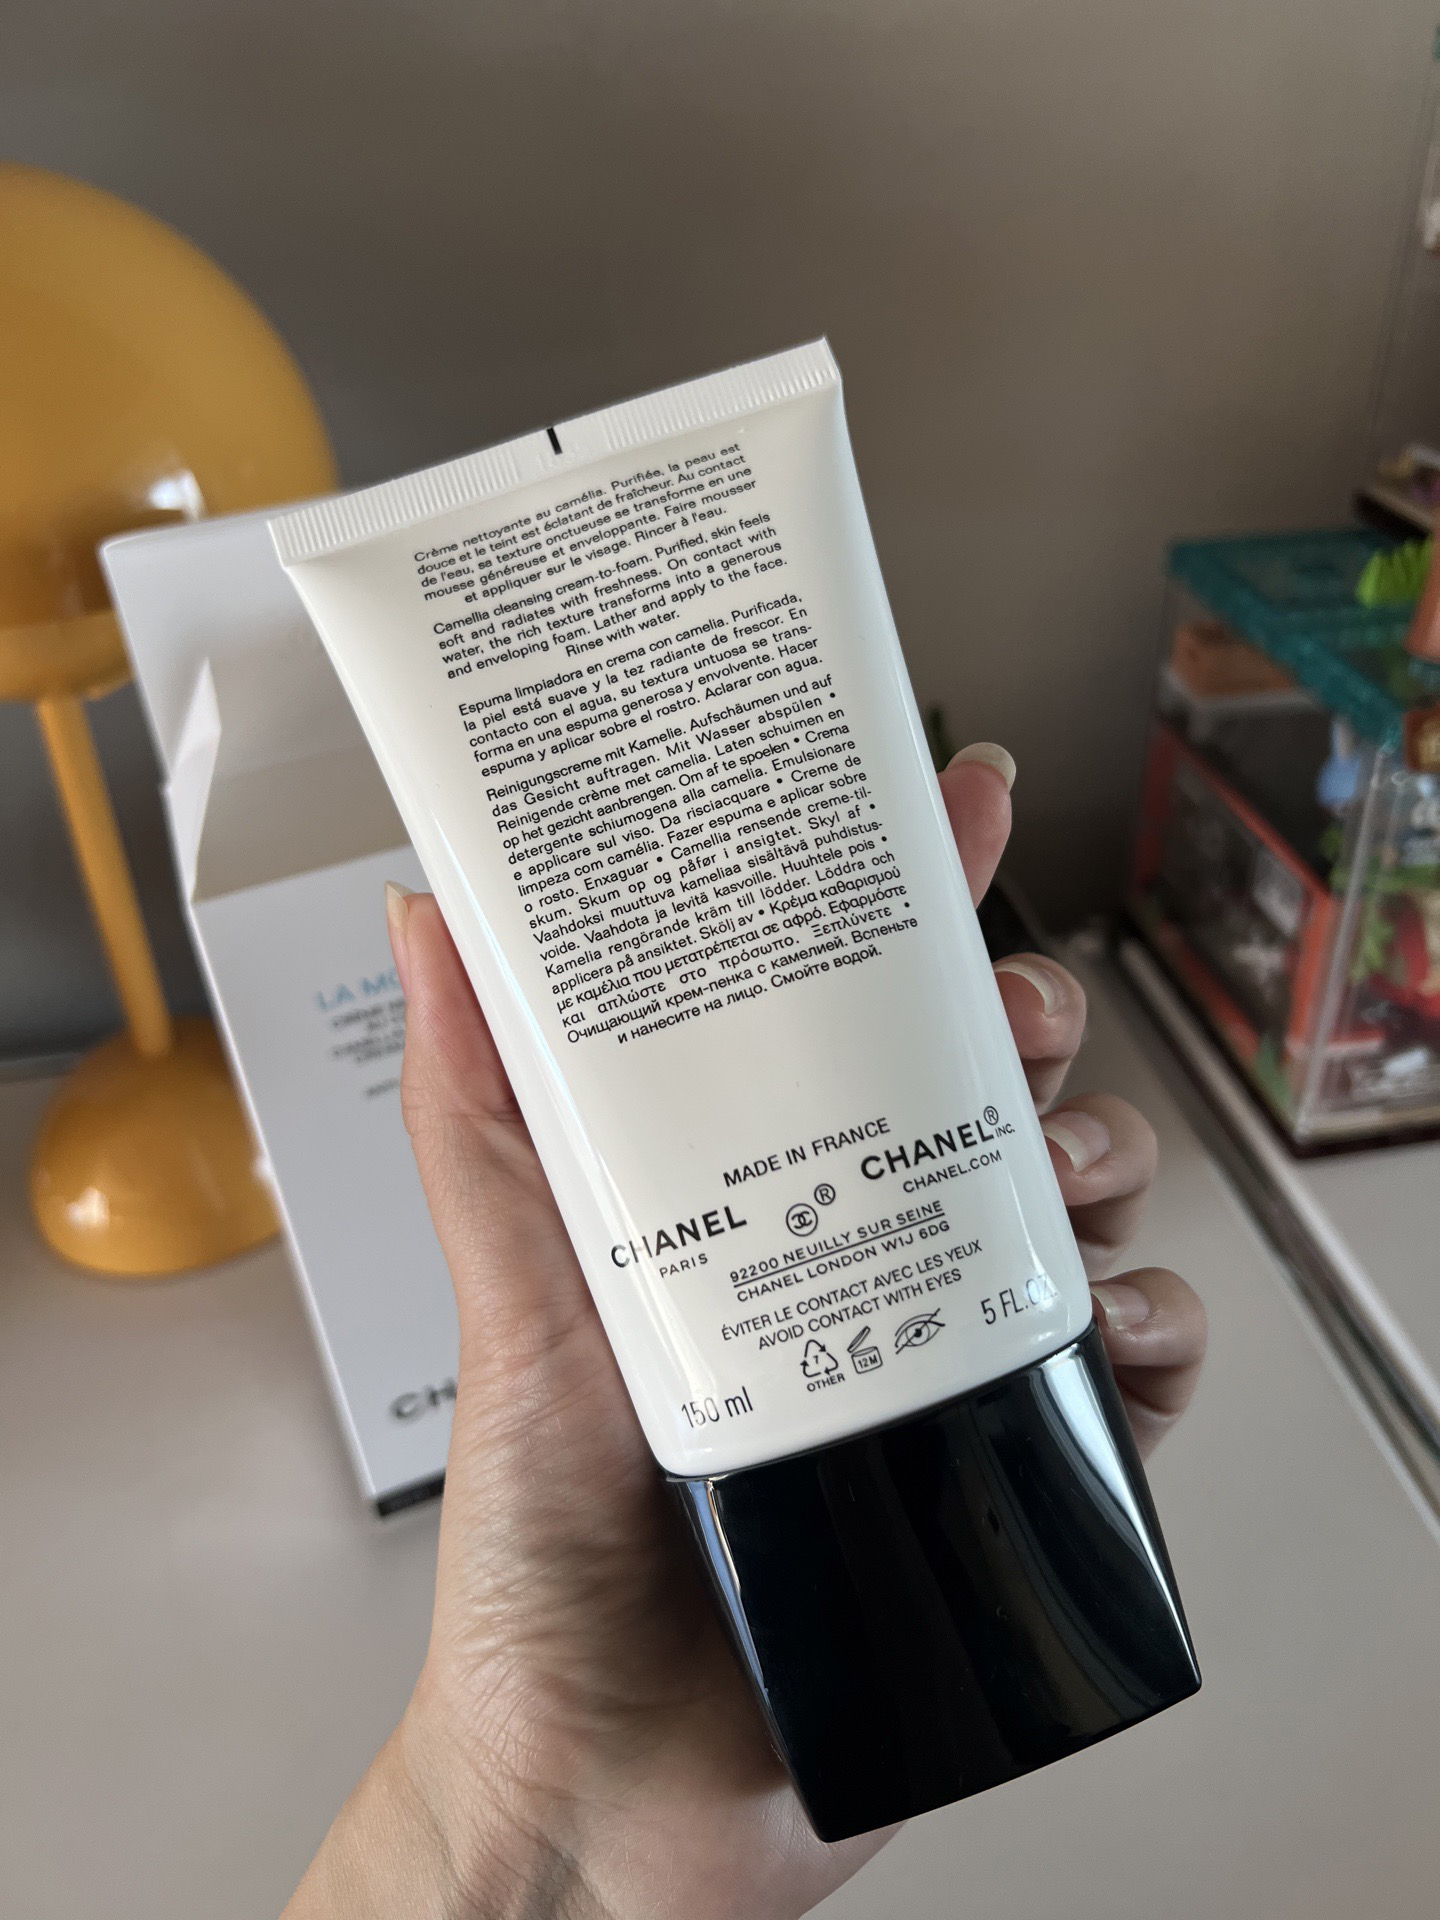 Crème nettoyante au camélia. Purifiée, la peau est
douce et le teint est éclatant de fraîcheur. Au contact
de l'eau, sa texture onctueuse se transforme en une
mousse généreuse et enveloppante. Faire mousser
et appliquer sur le visage. Rincer à l'eau.
Camellia cleansing cream-to-foam. Purified, skin feels
soft and radiates with freshness. On contact with
water, the rich texture transforms into a generous
and enveloping foam. Lather and apply to the face.
Rinse with water.
Espuma limpiadora en crema con camelia. Purificada,
la piel está suave y la tez radiante de frescor. En
contacto con el agua, su textura untuosa se trans-
forma en una espuma generosa y envolvente. Hacer
espuma y aplicar sobre el rostro. Aclarar con agua.
Reinigungscreme mit Kamelie. Aufschäumen und auf
das Gesicht auftragen. Mit Wasser abspülen •
Reinigende crème met camelia. Laten schuimen en
op het gezicht aanbrengen. Om af te spoelen • Crema
detergente schiumogena alla camelia. Emulsionare
e applicare sul viso. Da risciacquare • Creme de
limpeza com camélia. Fazer espuma e aplicar sobre
o rosto. Enxaguar • Camellia rensende creme-til-
skum. Skum op og påfør i ansigtet. Skyl af •
Vaahdoksi muuttuva kameliaa sisältävä puhdistus-
voide. Vaahdota ja levitä kasvoille. Huuhtele pois •
Kamelia rengörande kräm till lödder. Löddra och
applicera på ansiktet. Skölj av • Κρέμα καθαρισμού
με καμέλια που μετατρέπεται σε αφρό. Εφαρμόστε
και απλώστε στο πρόσωπο. Ξεπλύνετε •
Очищающий крем-пенка с камелией. Вспеньте
и нанесите на лицо. Смойте водой.
MADE IN FRANCE
CHANEL CHANEL® INC.
PARIS ® CHANEL.COM
92200 NEUILLY SUR SEINE
CHANEL LONDON W1J 6DG
ÉVITER LE CONTACT AVEC LES YEUX
AVOID CONTACT WITH EYES
7 12M
OTHER
150 ml 5 FL.OZ.
LA MO
CH